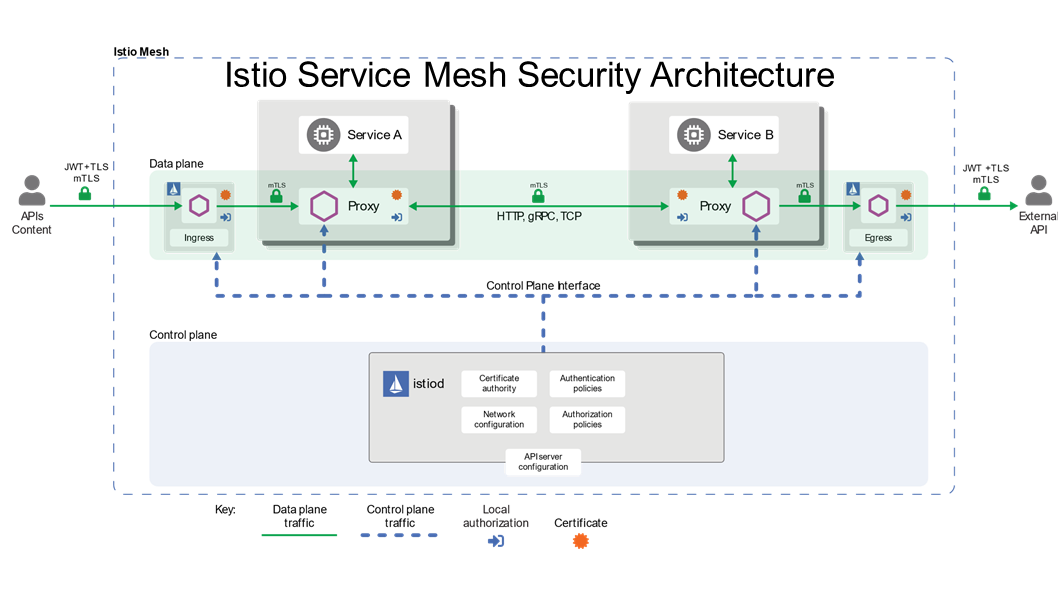 Istio Mesh
Istio Service Mesh Security Architecture
Service A
Service B
Data plane
JWT+TLS
mTLS
JWT +TLS
mTLS
mTLS
mTLS
mTLS
APIs
Content
Proxy
HTTP, gRPC, TCP
Proxy
External
API
Ingress
Egress
Control Plane Interface
Control plane
istiod
Certificate
authority
Authentication
policies
Network
configuration
Authorization
policies
API server
configuration
Key:
Data plane
traffic
Control plane
traffic
Local
authorization
Certificate